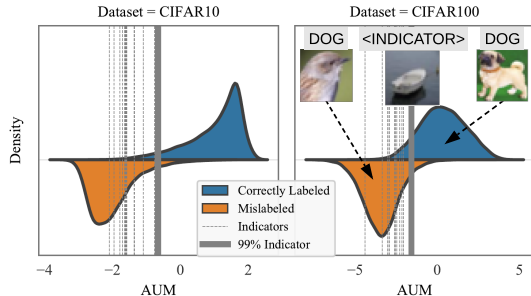 Dataset = CIFAR10
Dataset = CIFAR100
DOG
<INDICATOR>
DOG
Density
Correctly Labeled
Mislabeled
Indicators
99% Indicator
−4
−2
0
2
−5
0
5
AUM
AUM